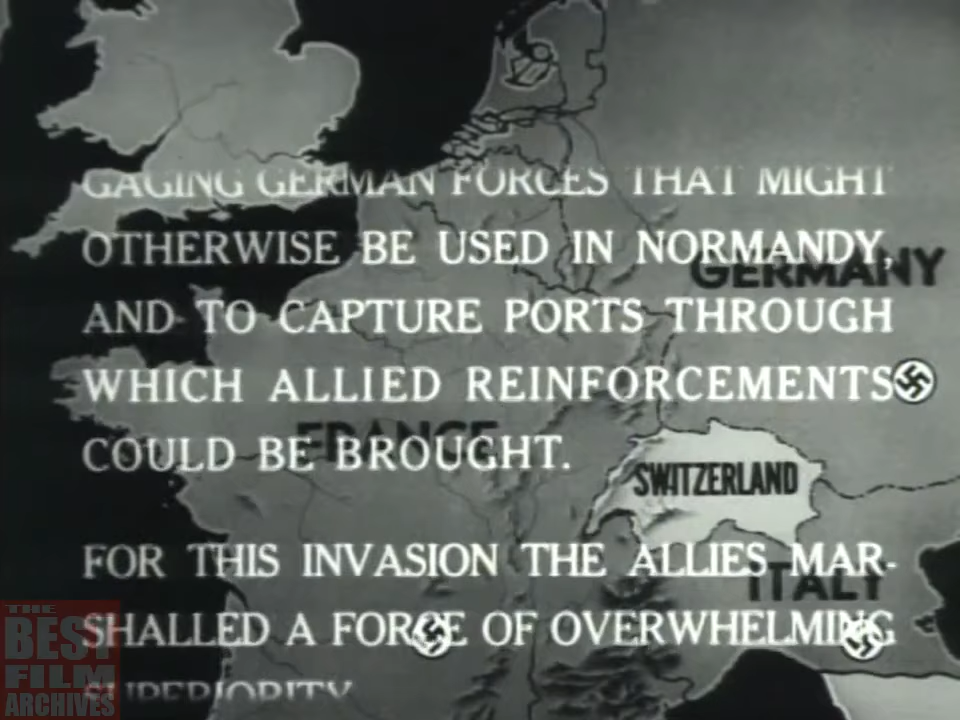 GAGING GERMAN FORCES THAT MIGHT
OTHERWISE BE USED IN NORMANDY,
AND TO CAPTURE PORTS THROUGH
WHICH ALLIED REINFORCEMENTS
COULD BE BROUGHT.
FOR THIS INVASION THE ALLIES MAR-
SHALLED A FORCE OF OVERWHELMING
SUPERIORITY
GERMANY
FRANCE
SWITZERLAND
ITALY
THE
BEST
FILM
ARCHIVES